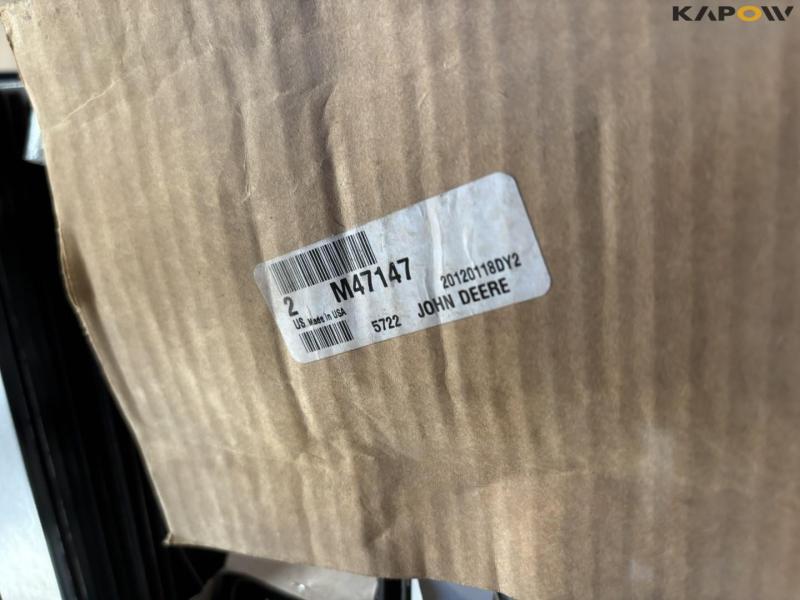 KAPOW
2 M47147 20120118DY2
US Made in USA 5722 JOHN DEERE